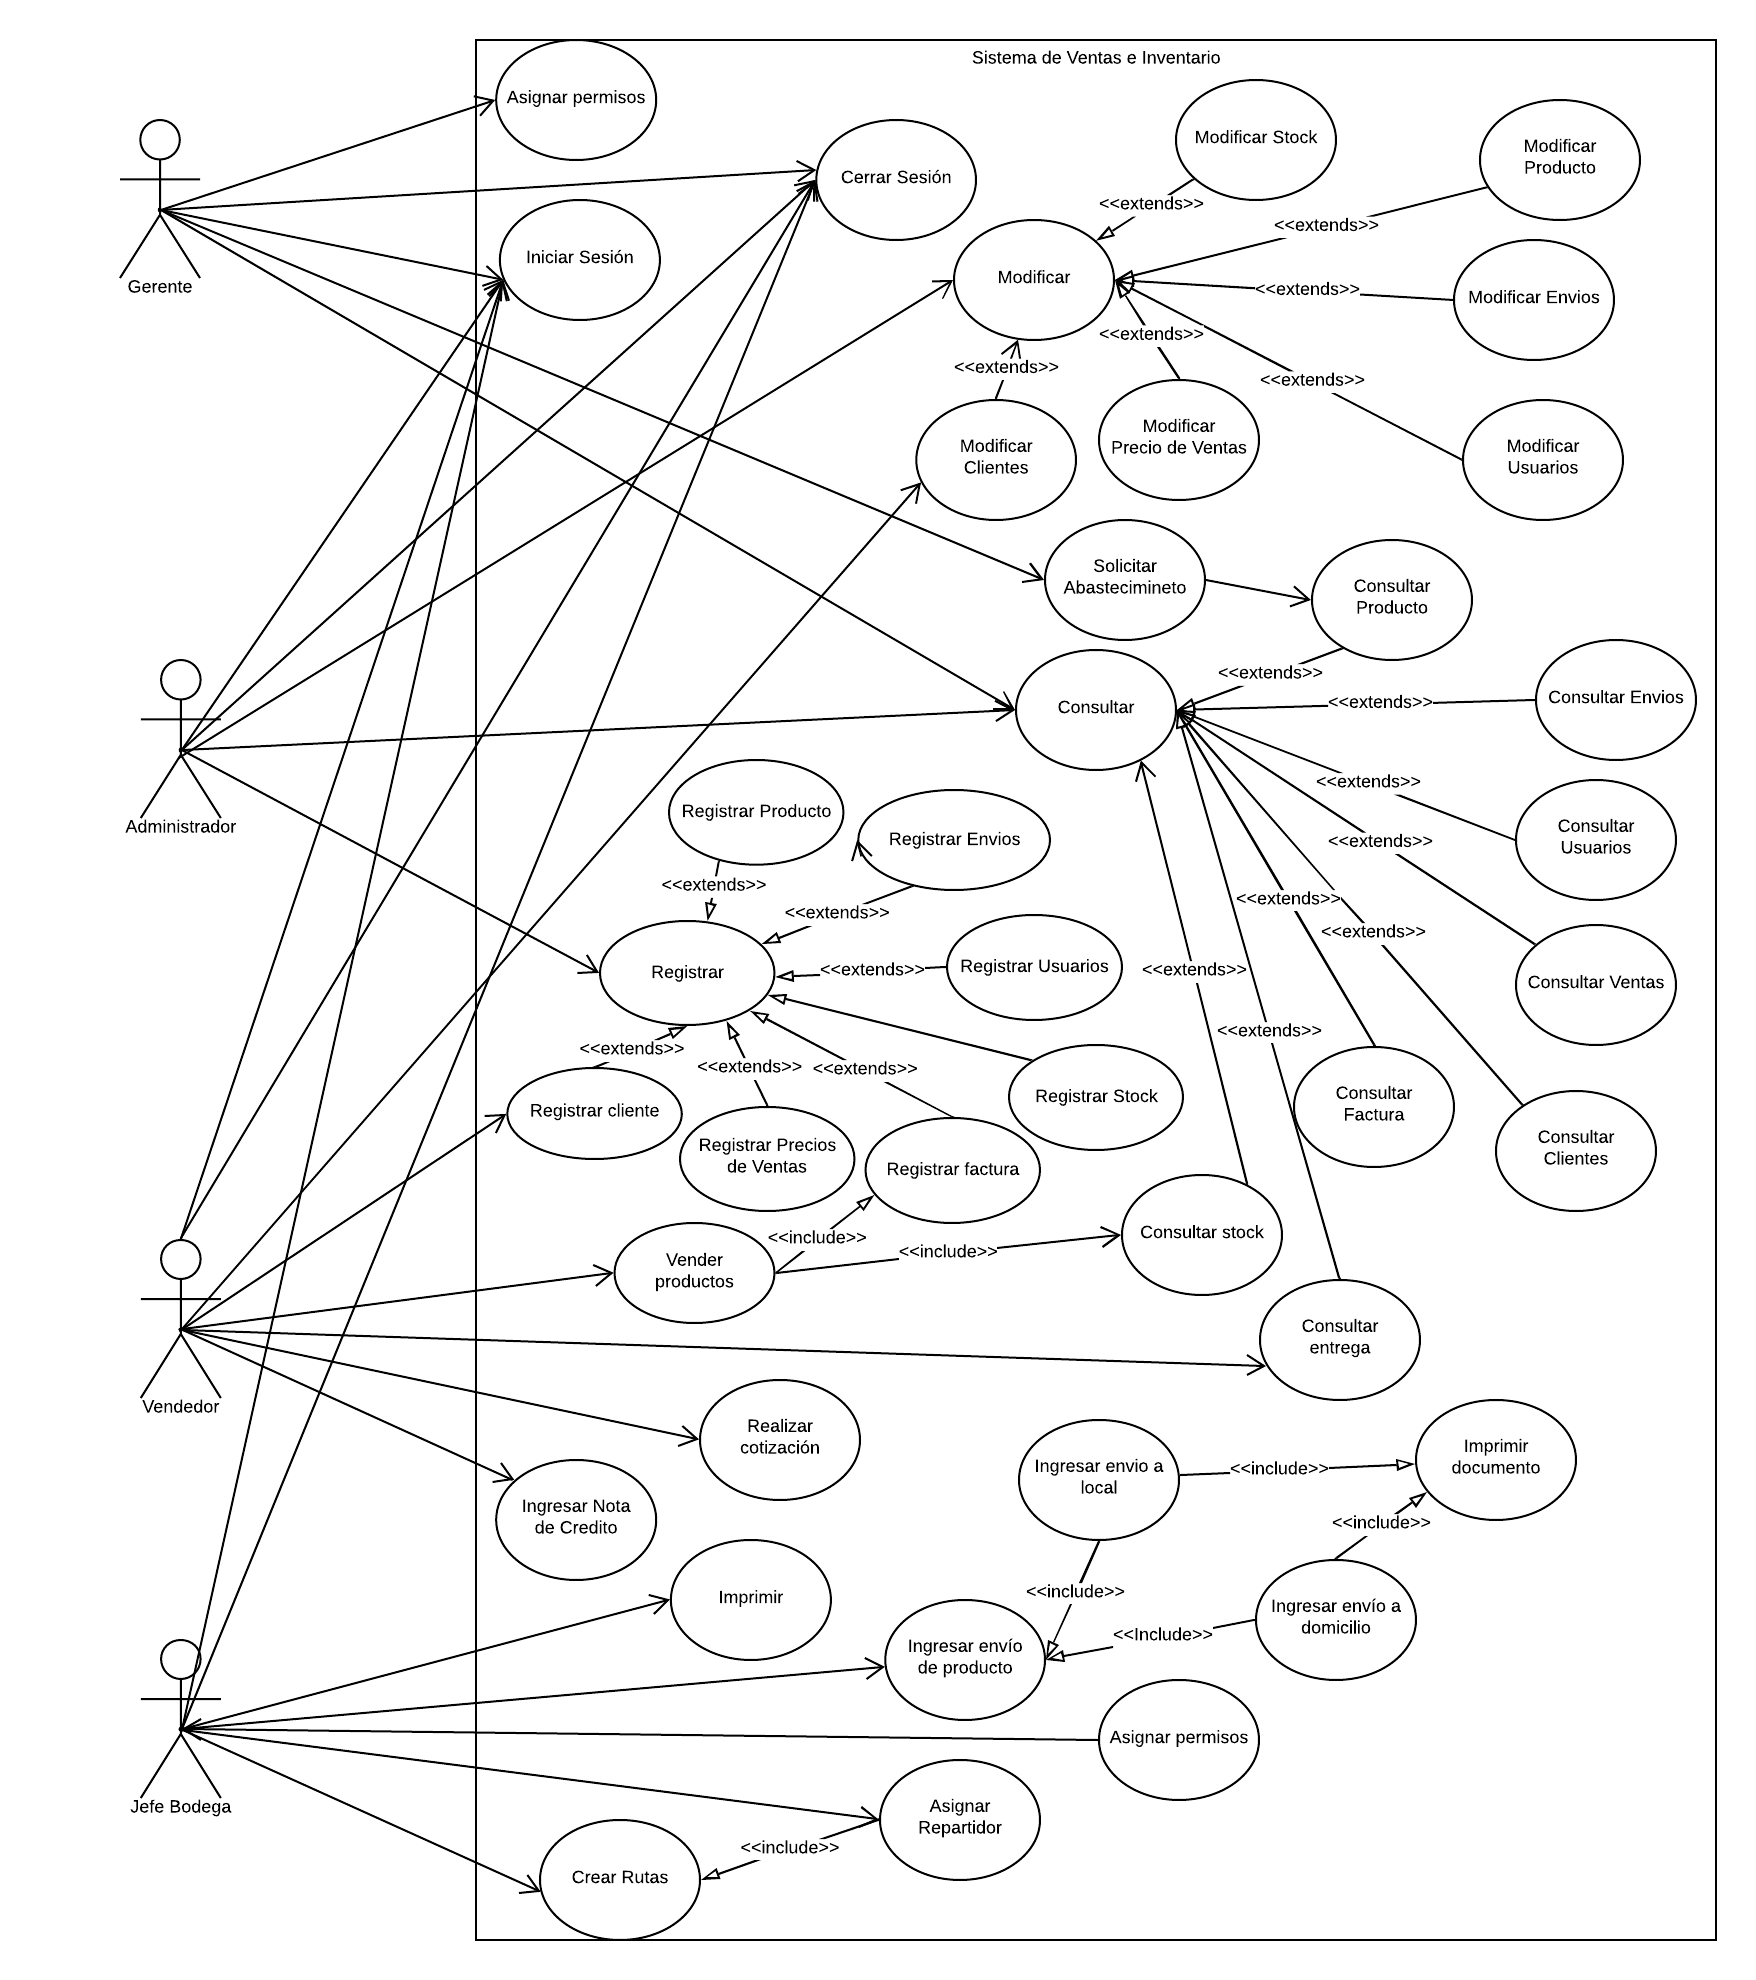 Sistema de Ventas e Inventario
Asignar permisos
Modificar Stock
Modificar
Producto
Cerrar Sesión
<<extends>>
<<extends>>
Gerente
Iniciar Sesión
Modificar
<<extends>>
Modificar Envios
<<extends>>
<<extends>>
<<extends>>
Modificar
Clientes
Modificar
Precio de Ventas
Modificar
Usuarios
Solicitar
Abastecimineto
Consultar
Producto
<<extends>>
Consultar
<<extends>>
Consultar Envios
<<extends>>
Administrador
Registrar Producto
Registrar Envios
<<extends>>
Consultar
Usuarios
<<extends>>
<<extends>>
<<extends>>
<<extends>>
Registrar
<<extends>>
Registrar Usuarios
<<extends>>
Consultar Ventas
<<extends>>
<<extends>>
<<extends>>
<<extends>>
Registrar cliente
Registrar Stock
Consultar
Factura
Registrar Precios
de Ventas
Registrar factura
Consultar
Clientes
<<include>>
<<include>>
Consultar stock
Vender
productos
Consultar
entrega
Vendedor
Realizar
cotización
Ingresar Nota
de Credito
Ingresar envio a
local
<<include>>
Imprimir
documento
<<include>>
Imprimir
<<include>>
Ingresar envío a
domicilio
<<Include>>
Ingresar envío
de producto
Asignar permisos
Jefe Bodega
Asignar
Repartidor
<<include>>
Crear Rutas